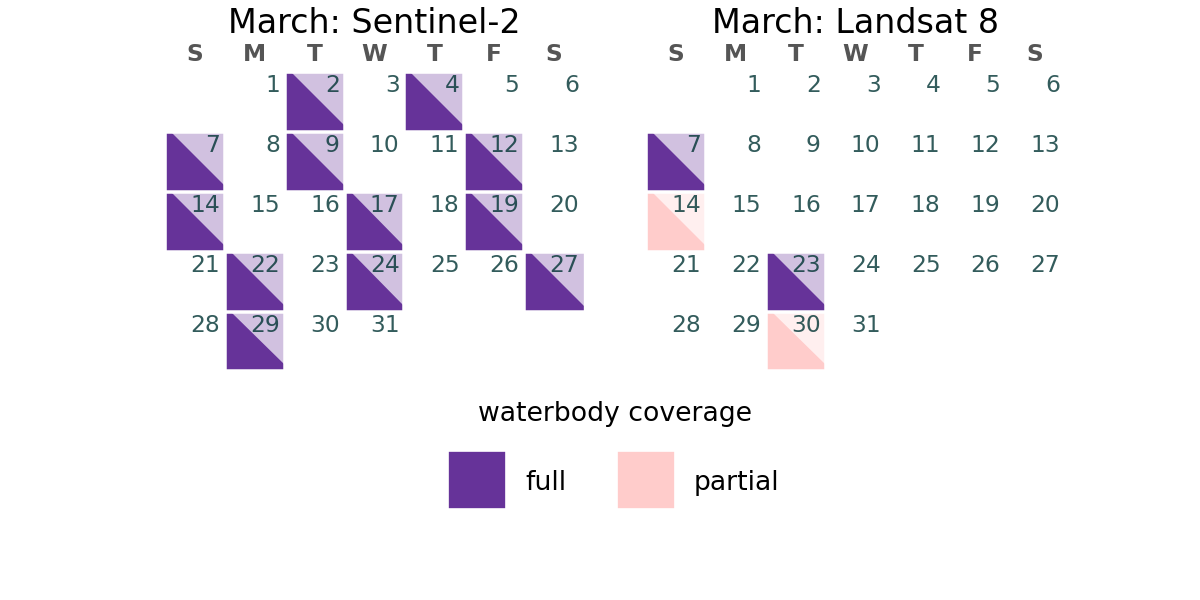 March: Sentinel-2
S M T W T F S
1 2 3 4 5 6
7 8 9 10 11 12 13
14 15 16 17 18 19 20
21 22 23 24 25 26 27
28 29 30 31
March: Landsat 8
S M T W T F S
1 2 3 4 5 6
7 8 9 10 11 12 13
14 15 16 17 18 19 20
21 22 23 24 25 26 27
28 29 30 31
waterbody coverage
full
partial